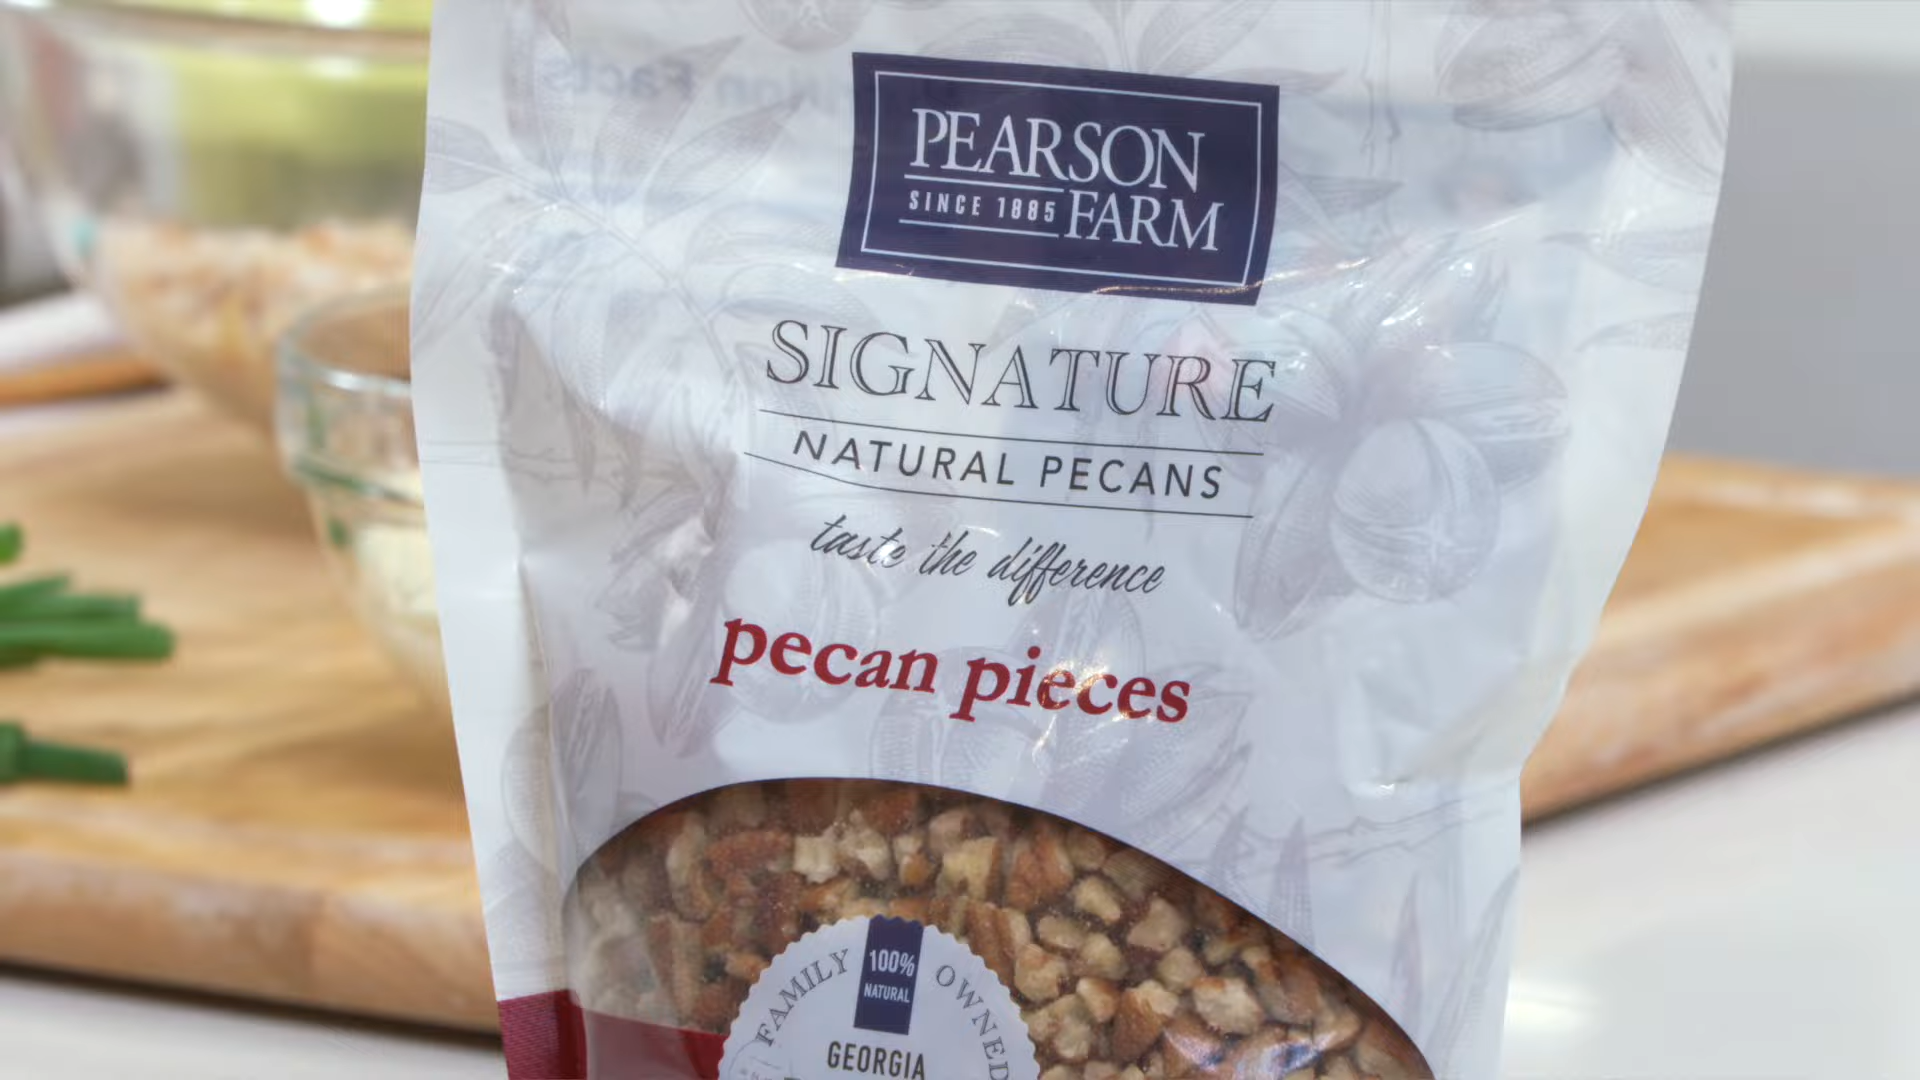 PEARSON
SINCE 1885 FARM
SIGNATURE
NATURAL PECANS
taste the difference
pecan pieces
FAMILY OWNED
100%
NATURAL
GEORGIA